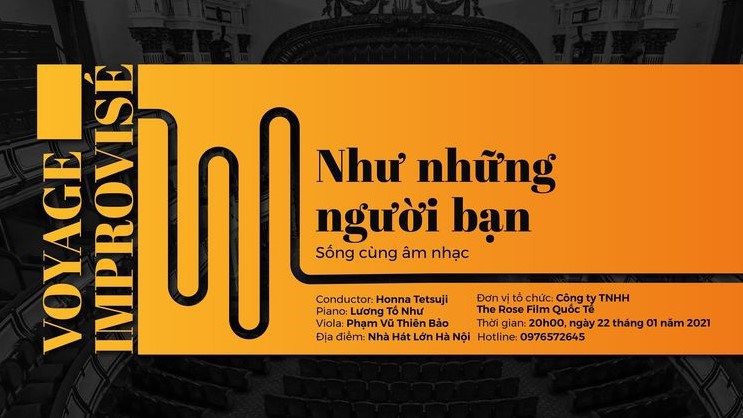 VOYAGE
IMPROVISÉ
Như những
người bạn
Sống cùng âm nhạc
Conductor: Honna Tetsuji
Piano: Lương Tố Như
Viola: Phạm Vũ Thiên Bảo
Địa điểm: Nhà Hát Lớn Hà Nội
Đơn vị tổ chức: Công ty TNHH
The Rose Film Quốc Tế
Thời gian: 20h00, ngày 22 tháng 01 năm 2021
Hotline: 0976572645